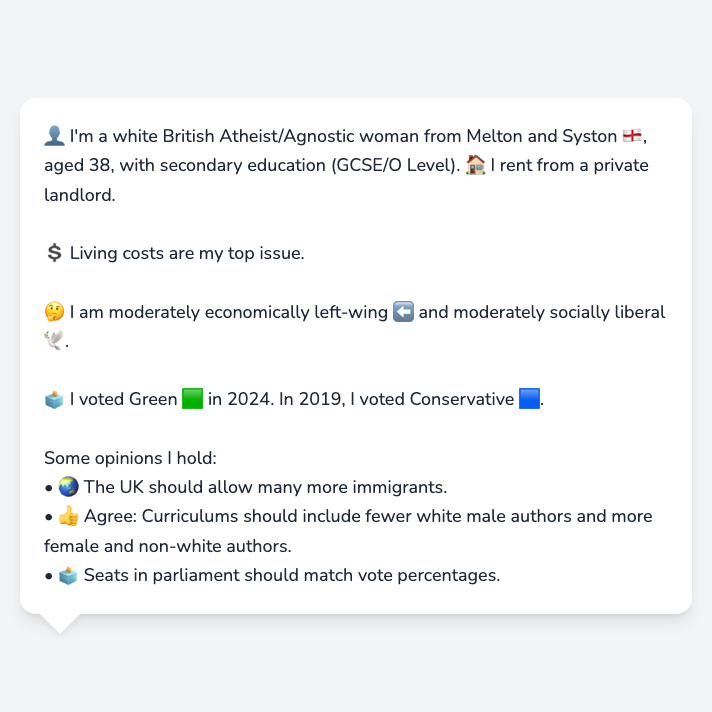 👤 I'm a white British Atheist/Agnostic woman from Melton and Syston 🏴󠁧󠁢󠁥󠁮󠁧󠁿,
aged 38, with secondary education (GCSE/O Level). 🏠 I rent from a private
landlord.
💲 Living costs are my top issue.
🤔 I am moderately economically left-wing ⬅️ and moderately socially liberal
🕊️.
🗳️ I voted Green 🟩 in 2024. In 2019, I voted Conservative 🟦.
Some opinions I hold:
• 🌏 The UK should allow many more immigrants.
• 👍 Agree: Curriculums should include fewer white male authors and more
female and non-white authors.
• 🗳️ Seats in parliament should match vote percentages.